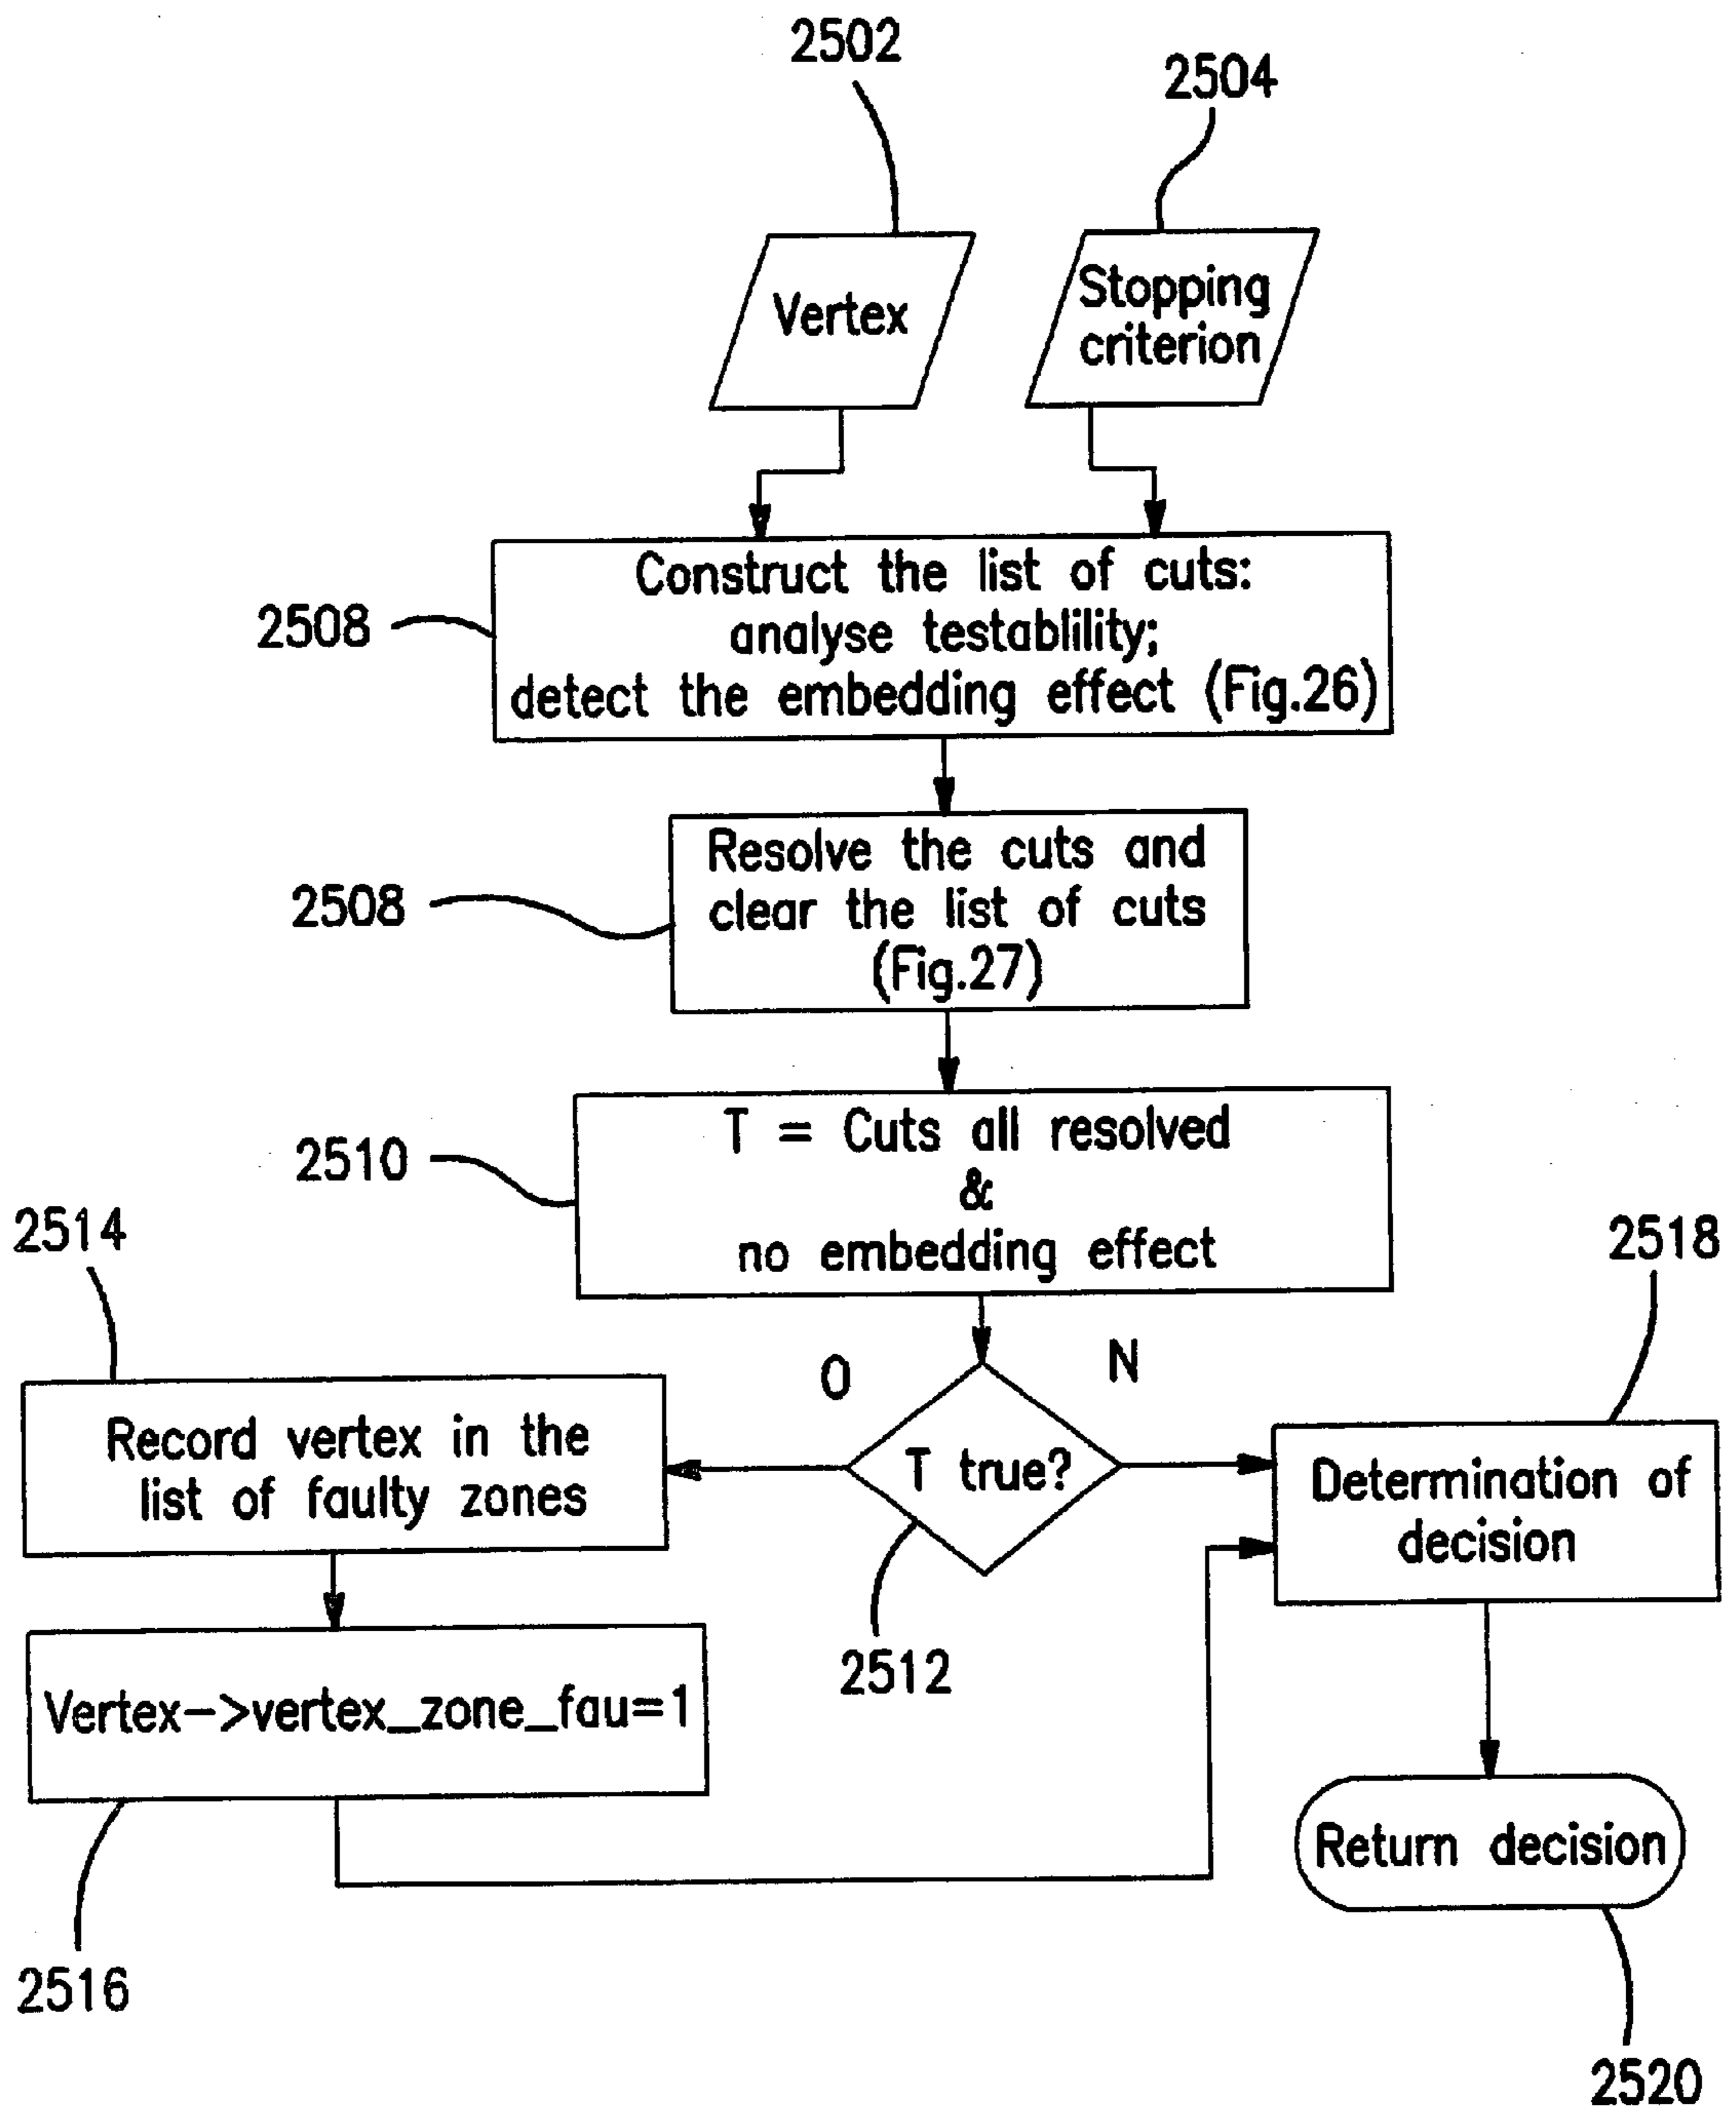 2502
2504
Vertex
Stopping
criterion
2508
Construct the list of cuts:
analyse testablility;
detect the embedding effect (Fig.26)
2508
Resolve the cuts and
clear the list of cuts
(Fig.27)
2510
T = Cuts all resolved
&
no embedding effect
2514
2518
O
N
Record vertex in the
list of faulty zones
T true?
Determination of
decision
2512
Vertex->vertex_zone_fau=1
Return decision
2516
2520